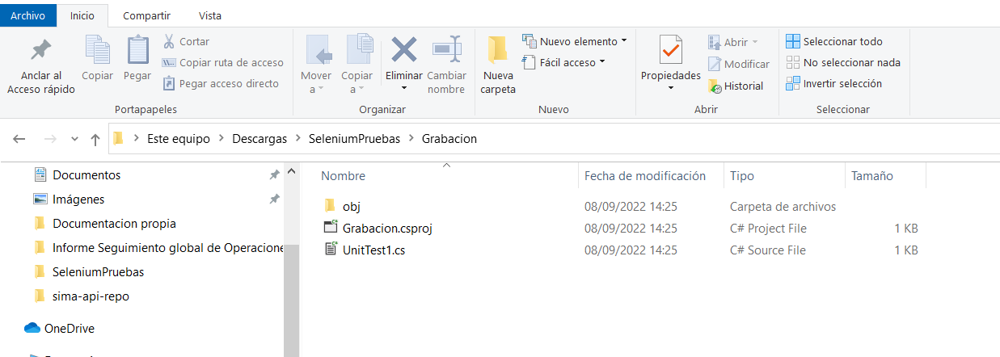 Archivo Inicio Compartir Vista
Anclar al Acceso rápido
Copiar
Pegar
Cortar
Copiar ruta de acceso
Pegar acceso directo
Portapapeles
Mover a
Copiar a
Eliminar
Cambiar nombre
Organizar
Nueva carpeta
Nuevo elemento
Fácil acceso
Nuevo
Propiedades
Abrir
Modificar
Historial
Abrir
Seleccionar todo
No seleccionar nada
Invertir selección
Seleccionar
Este equipo > Descargas > SeleniumPruebas > Grabacion
Documentos
Imágenes
Documentacion propia
Informe Seguimiento global de Operacione
SeleniumPruebas
sima-api-repo
OneDrive
Nombre Fecha de modificación Tipo Tamaño
obj 08/09/2022 14:25 Carpeta de archivos
Grabacion.csproj 08/09/2022 14:25 C# Project File 1 KB
UnitTest1.cs 08/09/2022 14:25 C# Source File 1 KB